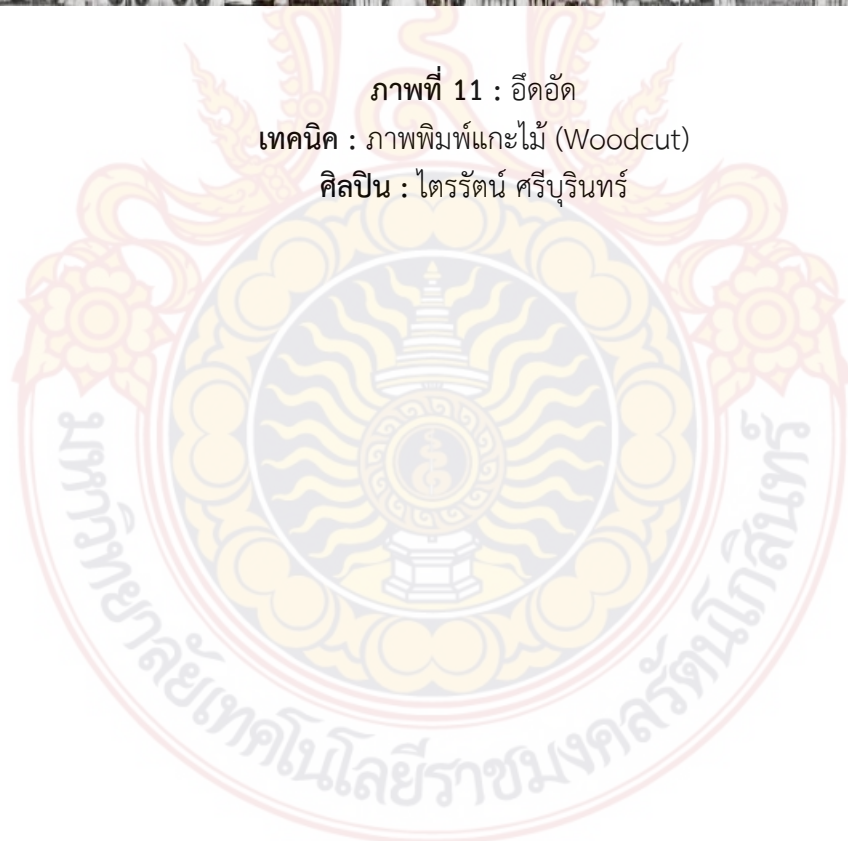 ภาพที่ 11 : อึดอัด
เทคนิค : ภาพพิมพ์แกะไม้ (Woodcut)
ศิลปิน : ไตรรัตน์ ศรีบุรินทร์
มหาวิทยาลัยเทคโนโลยีราชมงคลรัตนโกสินทร์